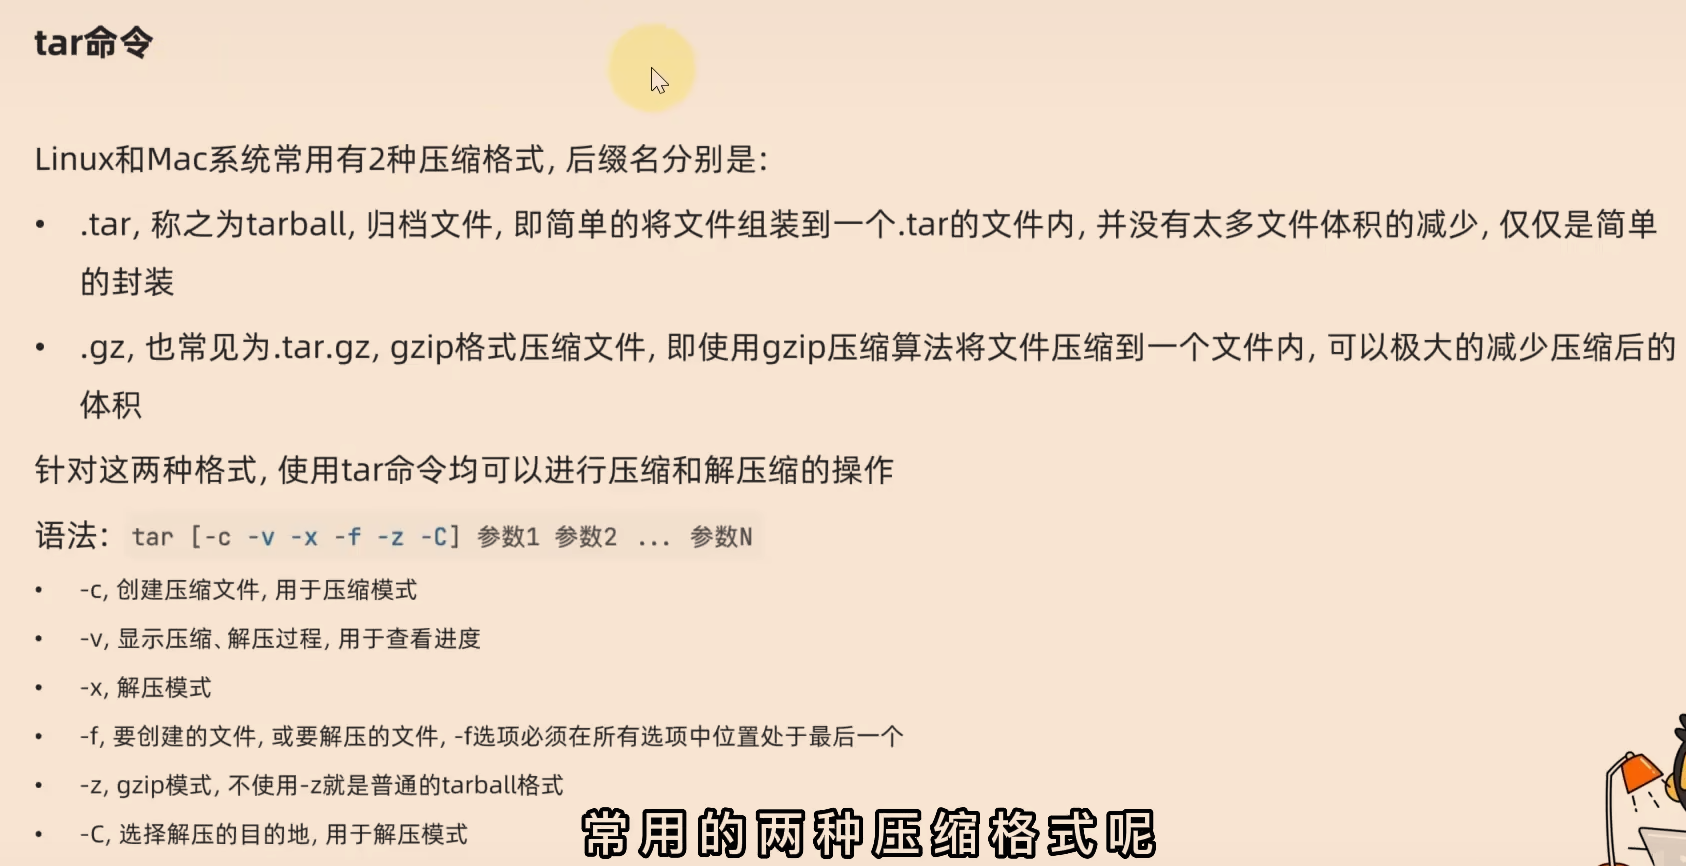 tar命令
Linux和Mac系统常用有2种压缩格式, 后缀名分别是:
• .tar, 称之为tarball, 归档文件, 即简单的将文件组装到一个.tar的文件内, 并没有太多文件体积的减少, 仅仅是简单
的封装
• .gz, 也常见为.tar.gz, gzip格式压缩文件, 即使用gzip压缩算法将文件压缩到一个文件内, 可以极大的减少压缩后的
体积
针对这两种格式, 使用tar命令均可以进行压缩和解压缩的操作
语法: tar [-c -v -x -f -z -C] 参数1 参数2 ... 参数N
• -c, 创建压缩文件, 用于压缩模式
• -v, 显示压缩、解压过程, 用于查看进度
• -x, 解压模式
• -f, 要创建的文件, 或要解压的文件, -f选项必须在所有选项中位置处于最后一个
• -z, gzip模式, 不使用-z就是普通的tarball格式
• -C, 选择解压的目的地, 用于解压模式
常用的两种压缩格式呢